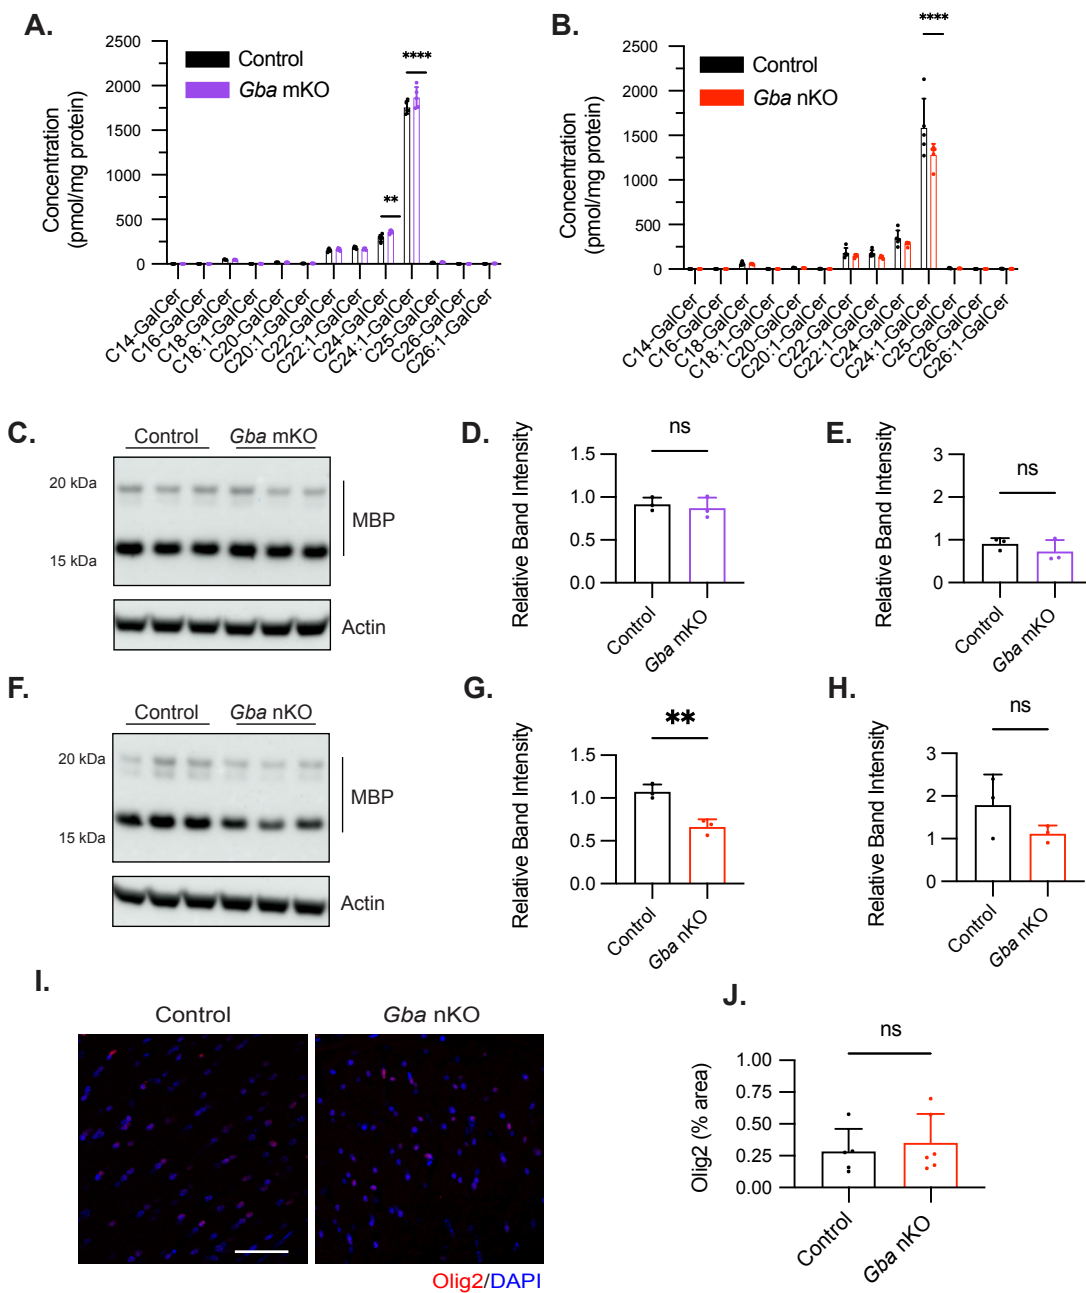 A.
Concentration
(pmol/mg protein)
2500
2000
1500
1000
500
0
Control
Gba mKO
**
****
C14-GalCer
C16-GalCer
C18-GalCer
C18:1-GalCer
C20-GalCer
C20:1-GalCer
C22-GalCer
C22:1-GalCer
C24-GalCer
C24:1-GalCer
C25-GalCer
C26-GalCer
C26:1-GalCer
B.
Concentration
(pmol/mg protein)
2500
2000
1500
1000
500
0
Control
Gba nKO
****
C14-GalCer
C16-GalCer
C18-GalCer
C18:1-GalCer
C20-GalCer
C20:1-GalCer
C22-GalCer
C22:1-GalCer
C24-GalCer
C24:1-GalCer
C25-GalCer
C26-GalCer
C26:1-GalCer
C.
Control
Gba mKO
20 kDa
15 kDa
MBP
Actin
D.
Relative Band Intensity
1.5
1.0
0.5
0.0
ns
Control
Gba mKO
E.
Relative Band Intensity
3
2
1
0
ns
Control
Gba mKO
F.
Control
Gba nKO
20 kDa
15 kDa
MBP
Actin
G.
Relative Band Intensity
1.5
1.0
0.5
0.0
**
Control
Gba nKO
H.
Relative Band Intensity
3
2
1
0
ns
Control
Gba nKO
I.
Control
Gba nKO
Olig2/DAPI
J.
Olig2 (% area)
1.00
0.75
0.50
0.25
0.00
ns
Control
Gba nKO